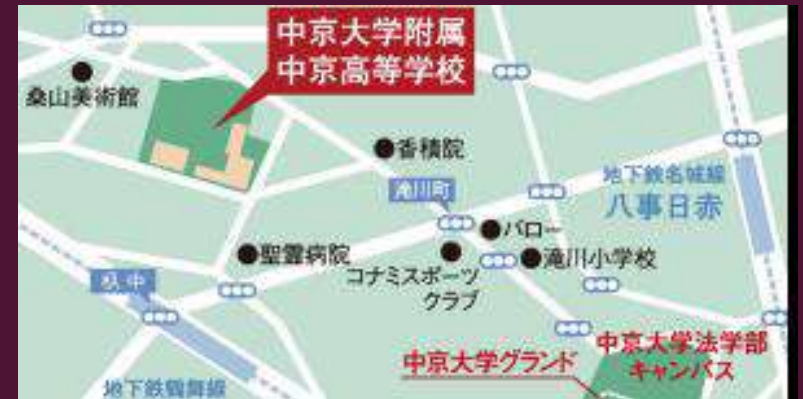 中京大学附属
中京高等学校
桑山美術館
香積院
滝川町
地下鉄名城線
八事日赤
バロー
聖霊病院
滝川小学校
コナミスポーツ
クラブ
杁中
中京大学法学部
キャンパス
中京大学グランド
地下鉄鶴舞線